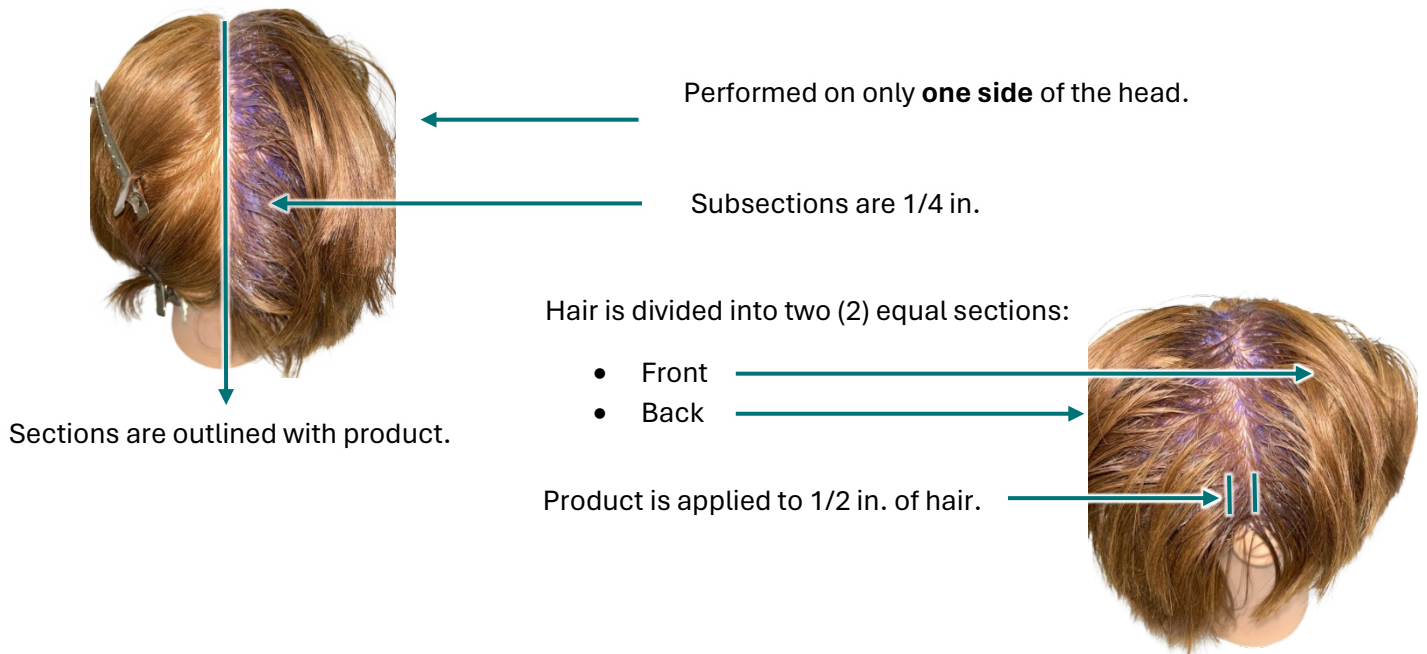 Performed on only one side of the head.
Subsections are 1/4 in.
Hair is divided into two (2) equal sections:
• Front
• Back
Sections are outlined with product.
Product is applied to 1/2 in. of hair.